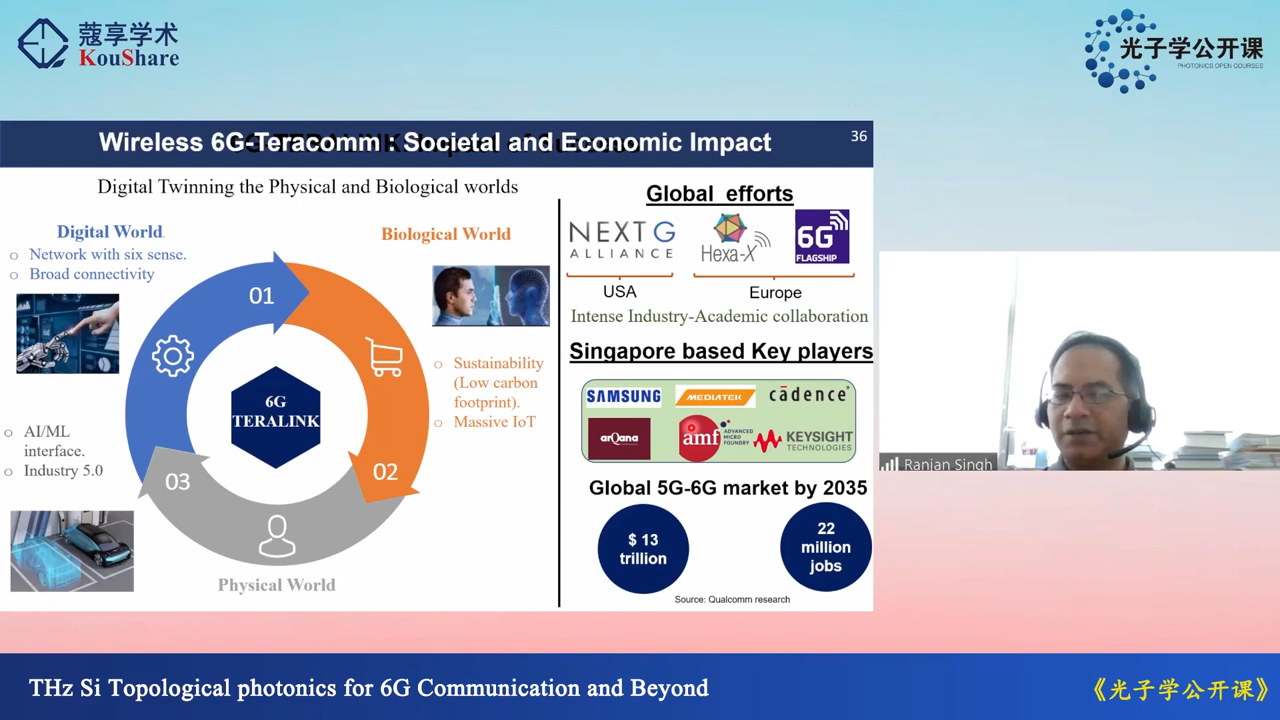 蔻享学术
KouShare
光子学公开课
PHOTONICS OPEN COURSES
Wireless 6G-Teracomm : Societal and Economic Impact
36
Digital Twinning the Physical and Biological worlds
Digital World
Network with six sense.
Broad connectivity
Biological World
01
6G
TERALINK
Sustainability
(Low carbon
footprint).
Massive IoT
AI/ML
interface.
Industry 5.0
02
03
Physical World
Global efforts
NEXT G
ALLIANCE
Hexa-X
6G
FLAGSHIP
USA
Europe
Intense Industry-Academic collaboration
Singapore based Key players
SAMSUNG
MEDIATEK
cādence
arQana
amf
ADVANCED
MICRO
FOUNDRY
KEYSIGHT
TECHNOLOGIES
Global 5G-6G market by 2035
$ 13
trillion
22
million
jobs
Source: Qualcomm research
Ranjan Singh
THz Si Topological photonics for 6G Communication and Beyond
《光子学公开课》